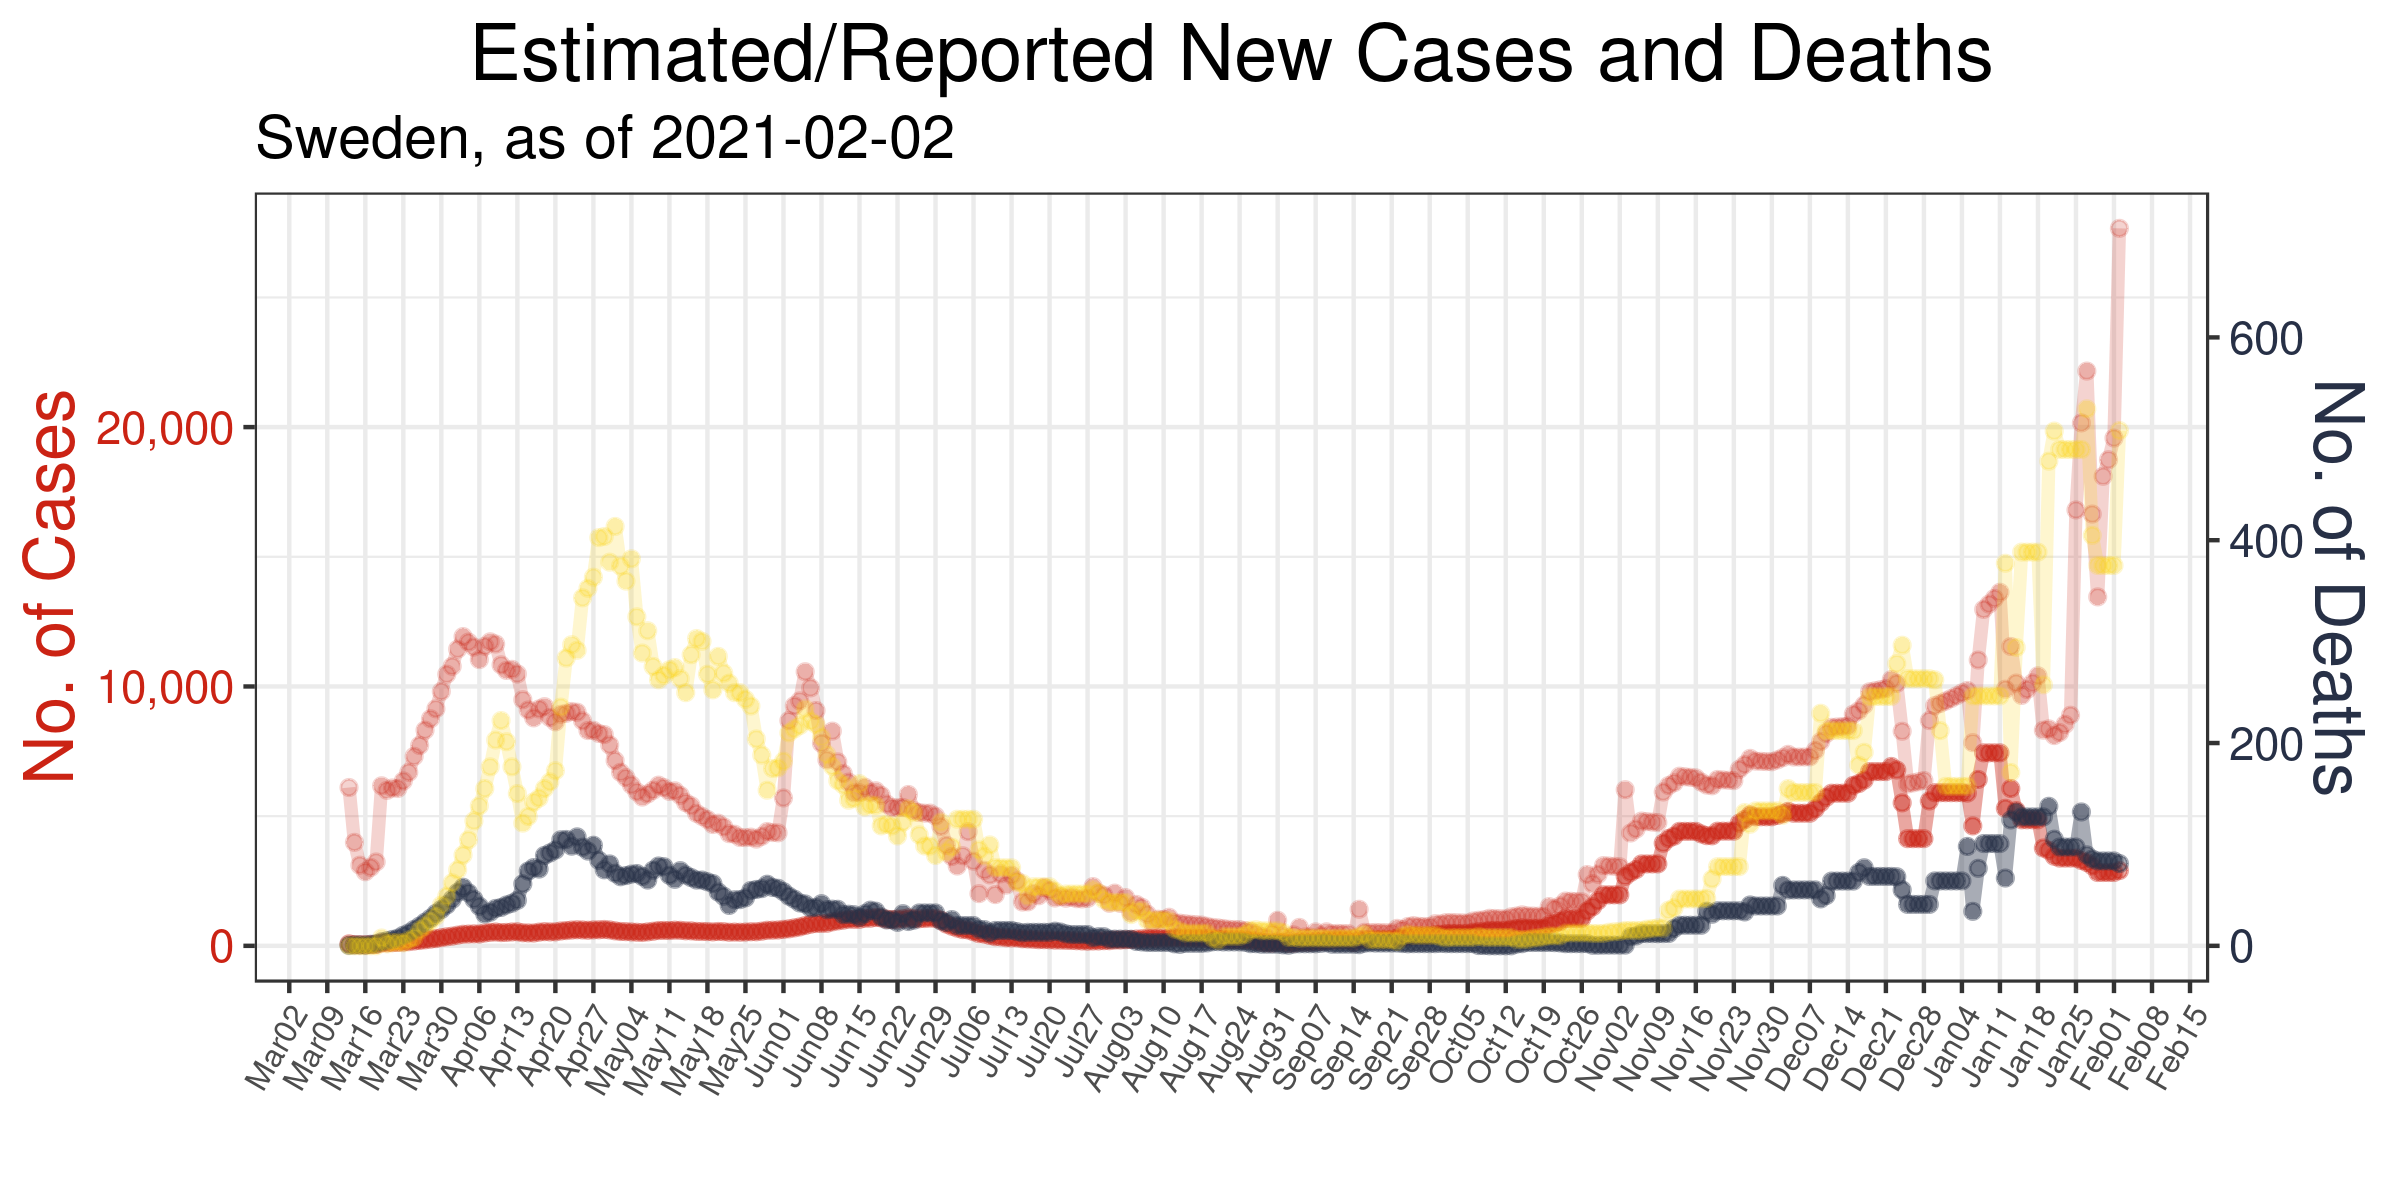 Estimated/Reported New Cases and Deaths
Sweden, as of 2021-02-02
No. of Cases
20,000
10,000
0
600
400
200
0
No. of Deaths
Mar02
Mar09
Mar16
Mar23
Mar30
Apr06
Apr13
Apr20
Apr27
May04
May11
May18
May25
Jun01
Jun08
Jun15
Jun22
Jun29
Jul06
Jul13
Jul20
Jul27
Aug03
Aug10
Aug17
Aug24
Aug31
Sep07
Sep14
Sep21
Sep28
Oct05
Oct12
Oct19
Oct26
Nov02
Nov09
Nov16
Nov23
Nov30
Dec07
Dec14
Dec21
Dec28
Dec04
Jan11
Jan18
Jan25
Feb01
Feb08
Feb15